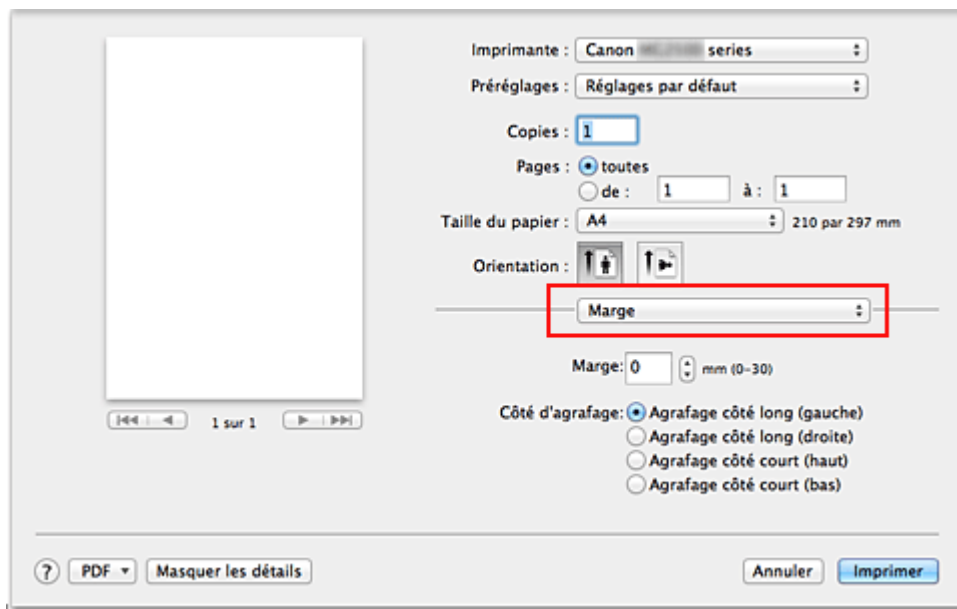 Imprimante : Canon series
Préréglages : Réglages par défaut
Copies : 1
Pages : toutes
de : 1 à : 1
Taille du papier : A4 210 par 297 mm
Orientation :
Marge
Marge: 0 mm (0-30)
1 sur 1
Côté d'agrafage: Agrafage côté long (gauche)
Agrafage côté long (droite)
Agrafage côté court (haut)
Agrafage côté court (bas)
? PDF Masquer les détails Annuler Imprimer